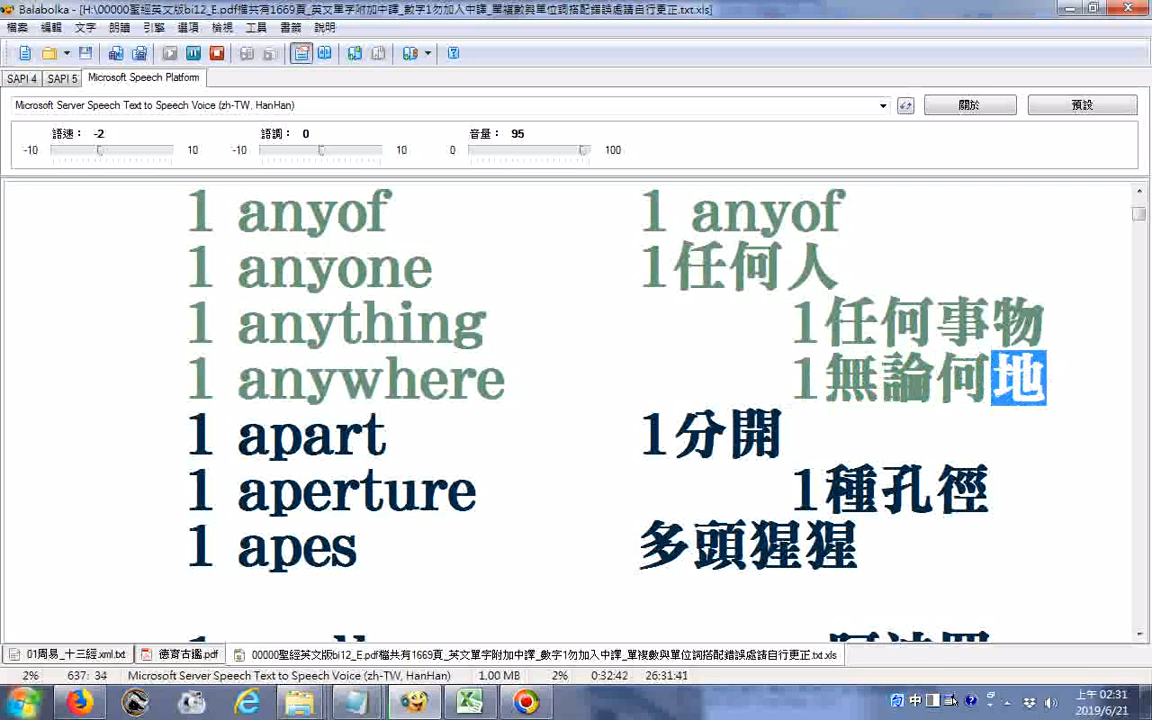 Balabolka - [H:\00000聖經英文版bi12_E.pdf檔共有1669頁_英文單字附加中譯_數字1勿加入中譯_單複數與單位詞搭配錯誤處請自行更正.txt.xls]
檔案 編輯 文字 朗讀 引擎 選項 檢視 工具 書籤 說明
SAPI 4 SAPI 5 Microsoft Speech Platform
Microsoft Server Speech Text to Speech Voice (zh-TW, HanHan) 關於 預設
語速： -2 語調： 0 音量： 95
-10 10 -10 10 0 100
1 anyof 1 anyof
1 anyone 1任何人
1 anything 1任何事物
1 anywhere 1無論何地
1 apart 1分開
1 aperture 1種孔徑
1 apes 多頭猩猩
01周易_十三經.xml.txt 德育古鑑.pdf 00000聖經英文版bi12_E.pdf檔共有1669頁_英文單字附加中譯_數字1勿加入中譯_單複數與單位詞搭配錯誤處請自行更正.txt.xls
2% 637: 34 Microsoft Server Speech Text to Speech Voice (zh-TW, HanHan) 1.00 MB 2% 0:32:42 26:31:41
中 上午 02:31
2019/6/21